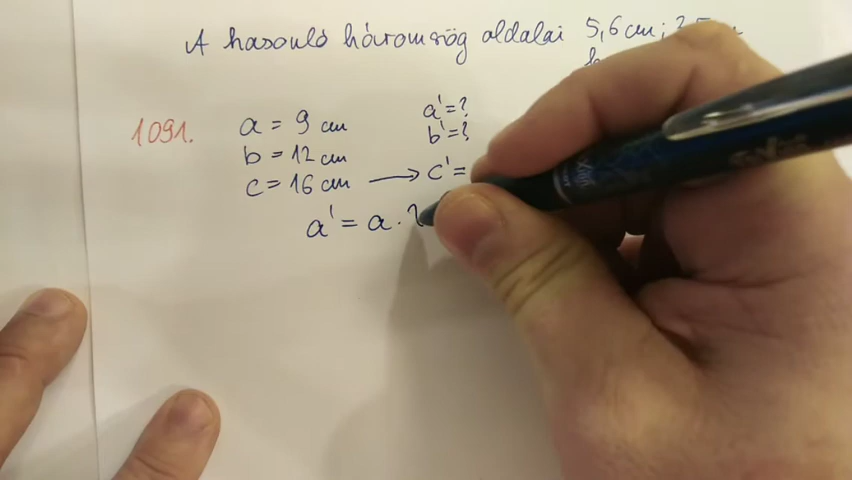 A hasonló háromszög oldalai 5,6 cm;
1091.
a = 9 cm
b = 12 cm
c = 16 cm → c' =
a' = ?
b' = ?
a' = a ·